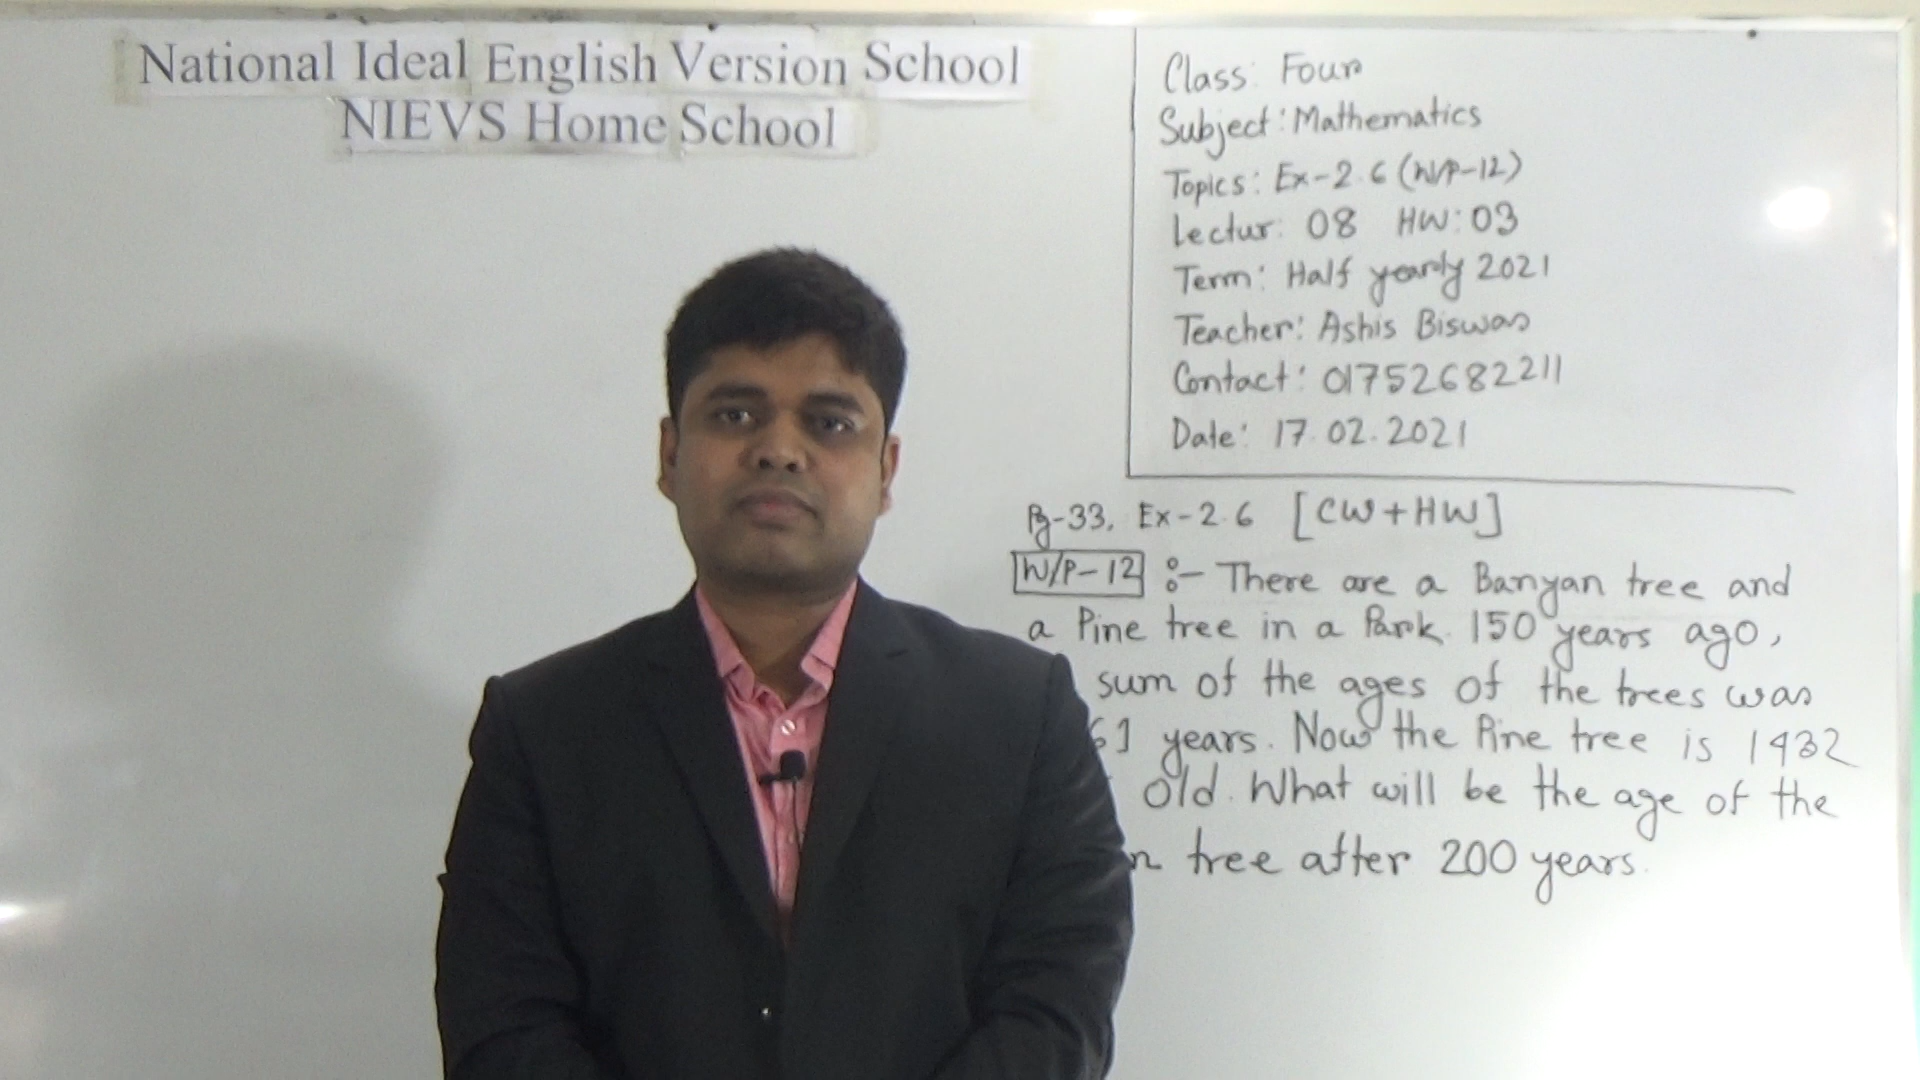 National Ideal English Version School
NIEVS Home School
Class: Four
Subject: Mathematics
Topics: Ex-2.6 (W/P-12)
Lectur: 08 HW: 03
Term: Half yearly 2021
Teacher: Ashis Biswas
Contact: 01752682211
Date: 17.02.2021
Pg-33, Ex-2.6 [CW+HW]
W/P-12 :- There are a Banyan tree and
a Pine tree in a Park. 150 years ago,
sum of the ages of the trees was
61 years. Now the Pine tree is 1432
old. What will be the age of the
n tree after 200 years.